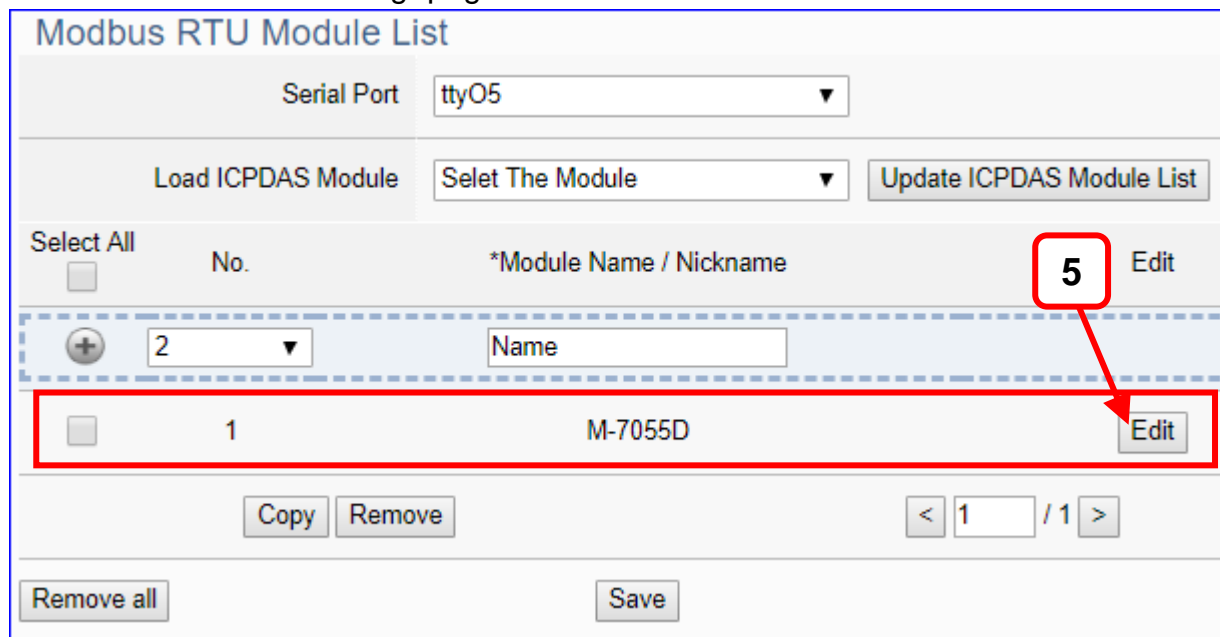 Modbus RTU Module List
Serial Port ttyO5
Load ICPDAS Module Selet The Module Update ICPDAS Module List
Select All No. *Module Name / Nickname 5 Edit
2 Name
1 M-7055D Edit
Copy Remove < 1 / 1 >
Remove all Save